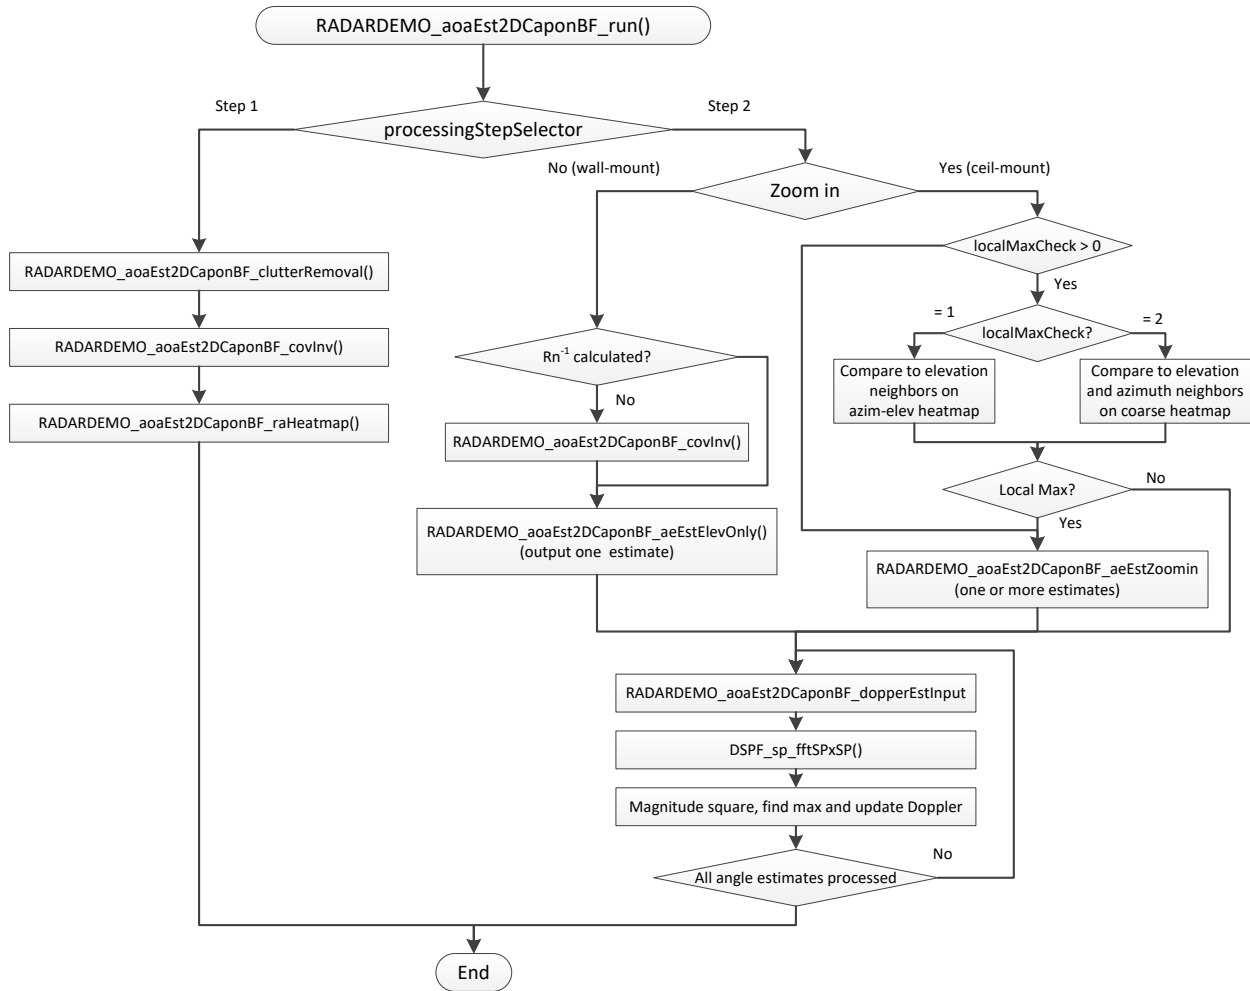 RADARDEMO_aoaEst2DCaponBF_run()
Step 1
Step 2
processingStepSelector
No (wall-mount)
Yes (ceil-mount)
Zoom in
localMaxCheck > 0
RADARDEMO_aoaEst2DCaponBF_clutterRemoval()
Yes
= 1
localMaxCheck?
= 2
RADARDEMO_aoaEst2DCaponBF_covInv()
Rn⁻¹ calculated?
Compare to elevation
neighbors on
azim-elev heatmap
Compare to elevation
and azimuth neighbors
on coarse heatmap
No
RADARDEMO_aoaEst2DCaponBF_raHeatmap()
RADARDEMO_aoaEst2DCaponBF_covInv()
Local Max?
No
Yes
RADARDEMO_aoaEst2DCaponBF_aeEstElevOnly()
(output one estimate)
RADARDEMO_aoaEst2DCaponBF_aeEstZoomin
(one or more estimates)
RADARDEMO_aoaEst2DCaponBF_dopperEstInput
DSPF_sp_fftSPxSP()
Magnitude square, find max and update Doppler
No
All angle estimates processed
End